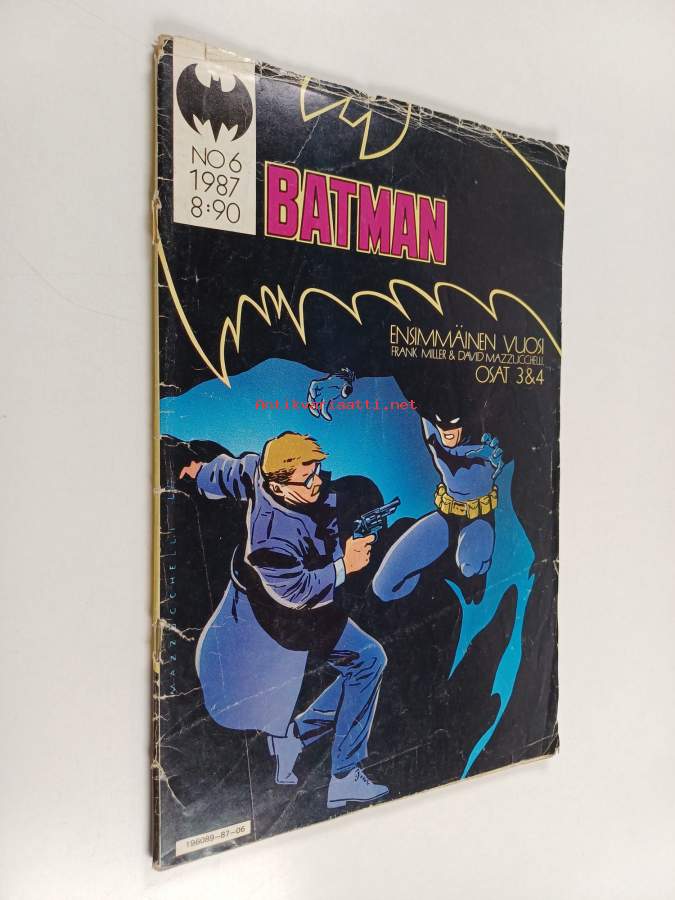 NO 6
1987
8:90
BATMAN
ENSIMMÄINEN VUOSI
FRANK MILLER & DAVID MAZZUCCHELLI
OSAT 3&4
Antikvariaatti.net
MAZZUCCHELLI
198089-87-06